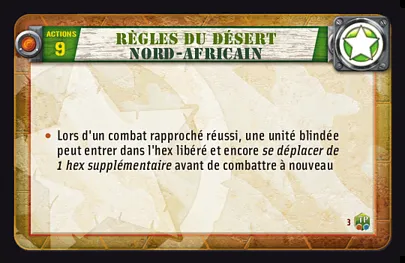 ACTIONS
9
RÈGLES DU DÉSERT
NORD-AFRICAIN
• Lors d'un combat rapproché réussi, une unité blindée
peut entrer dans l'hex libéré et encore se déplacer de
1 hex supplémentaire avant de combattre à nouveau
3